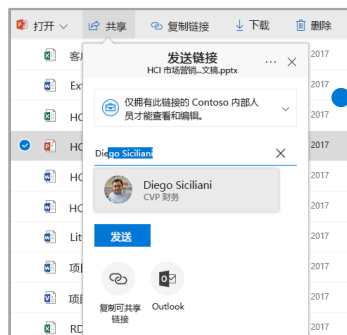 打开 共享 复制链接 下载 删除
发送链接
HCI 市场营销...文稿.pptx
客
2017
仅拥有此链接的 Contoso 内部人
员才能查看和编辑。
Ext
2017
HC
2017
HC
2017
Diego Siciliani
HC
2017
Diego Siciliani
CVP 财务
HC
2017
发送
Lit
2017
项目
2017
复制可共享
链接
Outlook
项目
2017
RD
2017